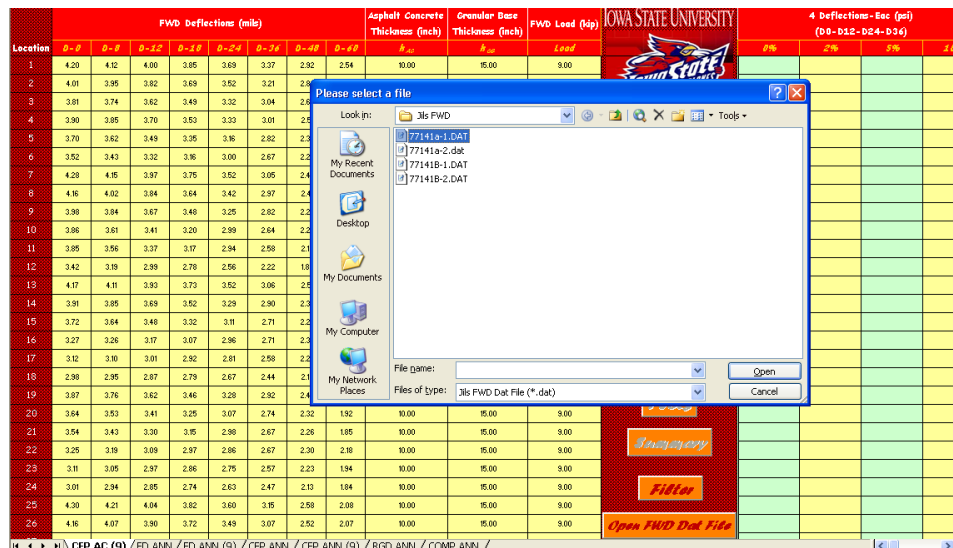 FWD Deflections (mils) Asphalt Concrete Thickness (inch) Granular Base Thickness (inch) FWD Load (kip) IOWA STATE UNIVERSITY 4 Deflections-Eac (psi) (D0-D12-D24-D36)
Location D-0 D-8 D-12 D-18 D-24 D-36 D-48 D-60 h AC h GB Load 0% 2% 5%
1 4.20 4.12 4.00 3.85 3.69 3.37 2.92 2.54 10.00 15.00 9.00
2 4.01 3.95 3.82 3.69 3.52 3.21
3 3.81 3.74 3.62 3.49 3.32 3.04
4 3.90 3.85 3.70 3.53 3.33 3.01
5 3.70 3.62 3.49 3.35 3.16 2.82
6 3.52 3.43 3.32 3.16 3.00 2.67
7 4.28 4.15 3.97 3.75 3.52 3.05
8 4.16 4.02 3.84 3.64 3.42 2.97
9 3.98 3.84 3.67 3.48 3.25 2.82
10 3.86 3.61 3.41 3.20 2.99 2.64
11 3.85 3.56 3.37 3.17 2.94 2.58
12 3.42 3.19 2.99 2.78 2.56 2.22
13 4.17 4.11 3.93 3.73 3.52 3.06
14 3.91 3.85 3.69 3.52 3.29 2.90
15 3.72 3.64 3.48 3.32 3.11 2.71
16 3.27 3.26 3.17 3.07 2.96 2.71
17 3.12 3.10 3.01 2.92 2.81 2.58
18 2.98 2.95 2.87 2.79 2.67 2.44
19 3.87 3.76 3.62 3.46 3.28 2.92
20 3.64 3.53 3.41 3.25 3.07 2.74 2.32 1.92 10.00 15.00 9.00
21 3.54 3.43 3.30 3.15 2.98 2.67 2.26 1.85 10.00 15.00 9.00
22 3.25 3.19 3.09 2.97 2.86 2.67 2.30 2.18 10.00 15.00 9.00
23 3.11 3.05 2.97 2.86 2.75 2.57 2.23 1.94 10.00 15.00 9.00
24 3.01 2.94 2.85 2.74 2.63 2.47 2.13 1.84 10.00 15.00 9.00
25 4.30 4.21 4.04 3.82 3.60 3.15 2.58 2.08 10.00 15.00 9.00
26 4.16 4.07 3.90 3.72 3.49 3.07 2.52 2.07 10.00 15.00 9.00
Please select a file
Look in: Jils FWD Tools
77141a-1.DAT
77141a-2.dat
77141B-1.DAT
77141B-2.DAT
My Recent Documents
Desktop
My Documents
My Computer
My Network Places
File name: Open
Files of type: Jils FWD Dat File (*.dat) Cancel
Summary
Filter
Open FWD Dat File
CFP AC (9) / FD ANN / FD ANN (9) / CFP ANN / CFP ANN (9) / RGD ANN / COMP ANN /